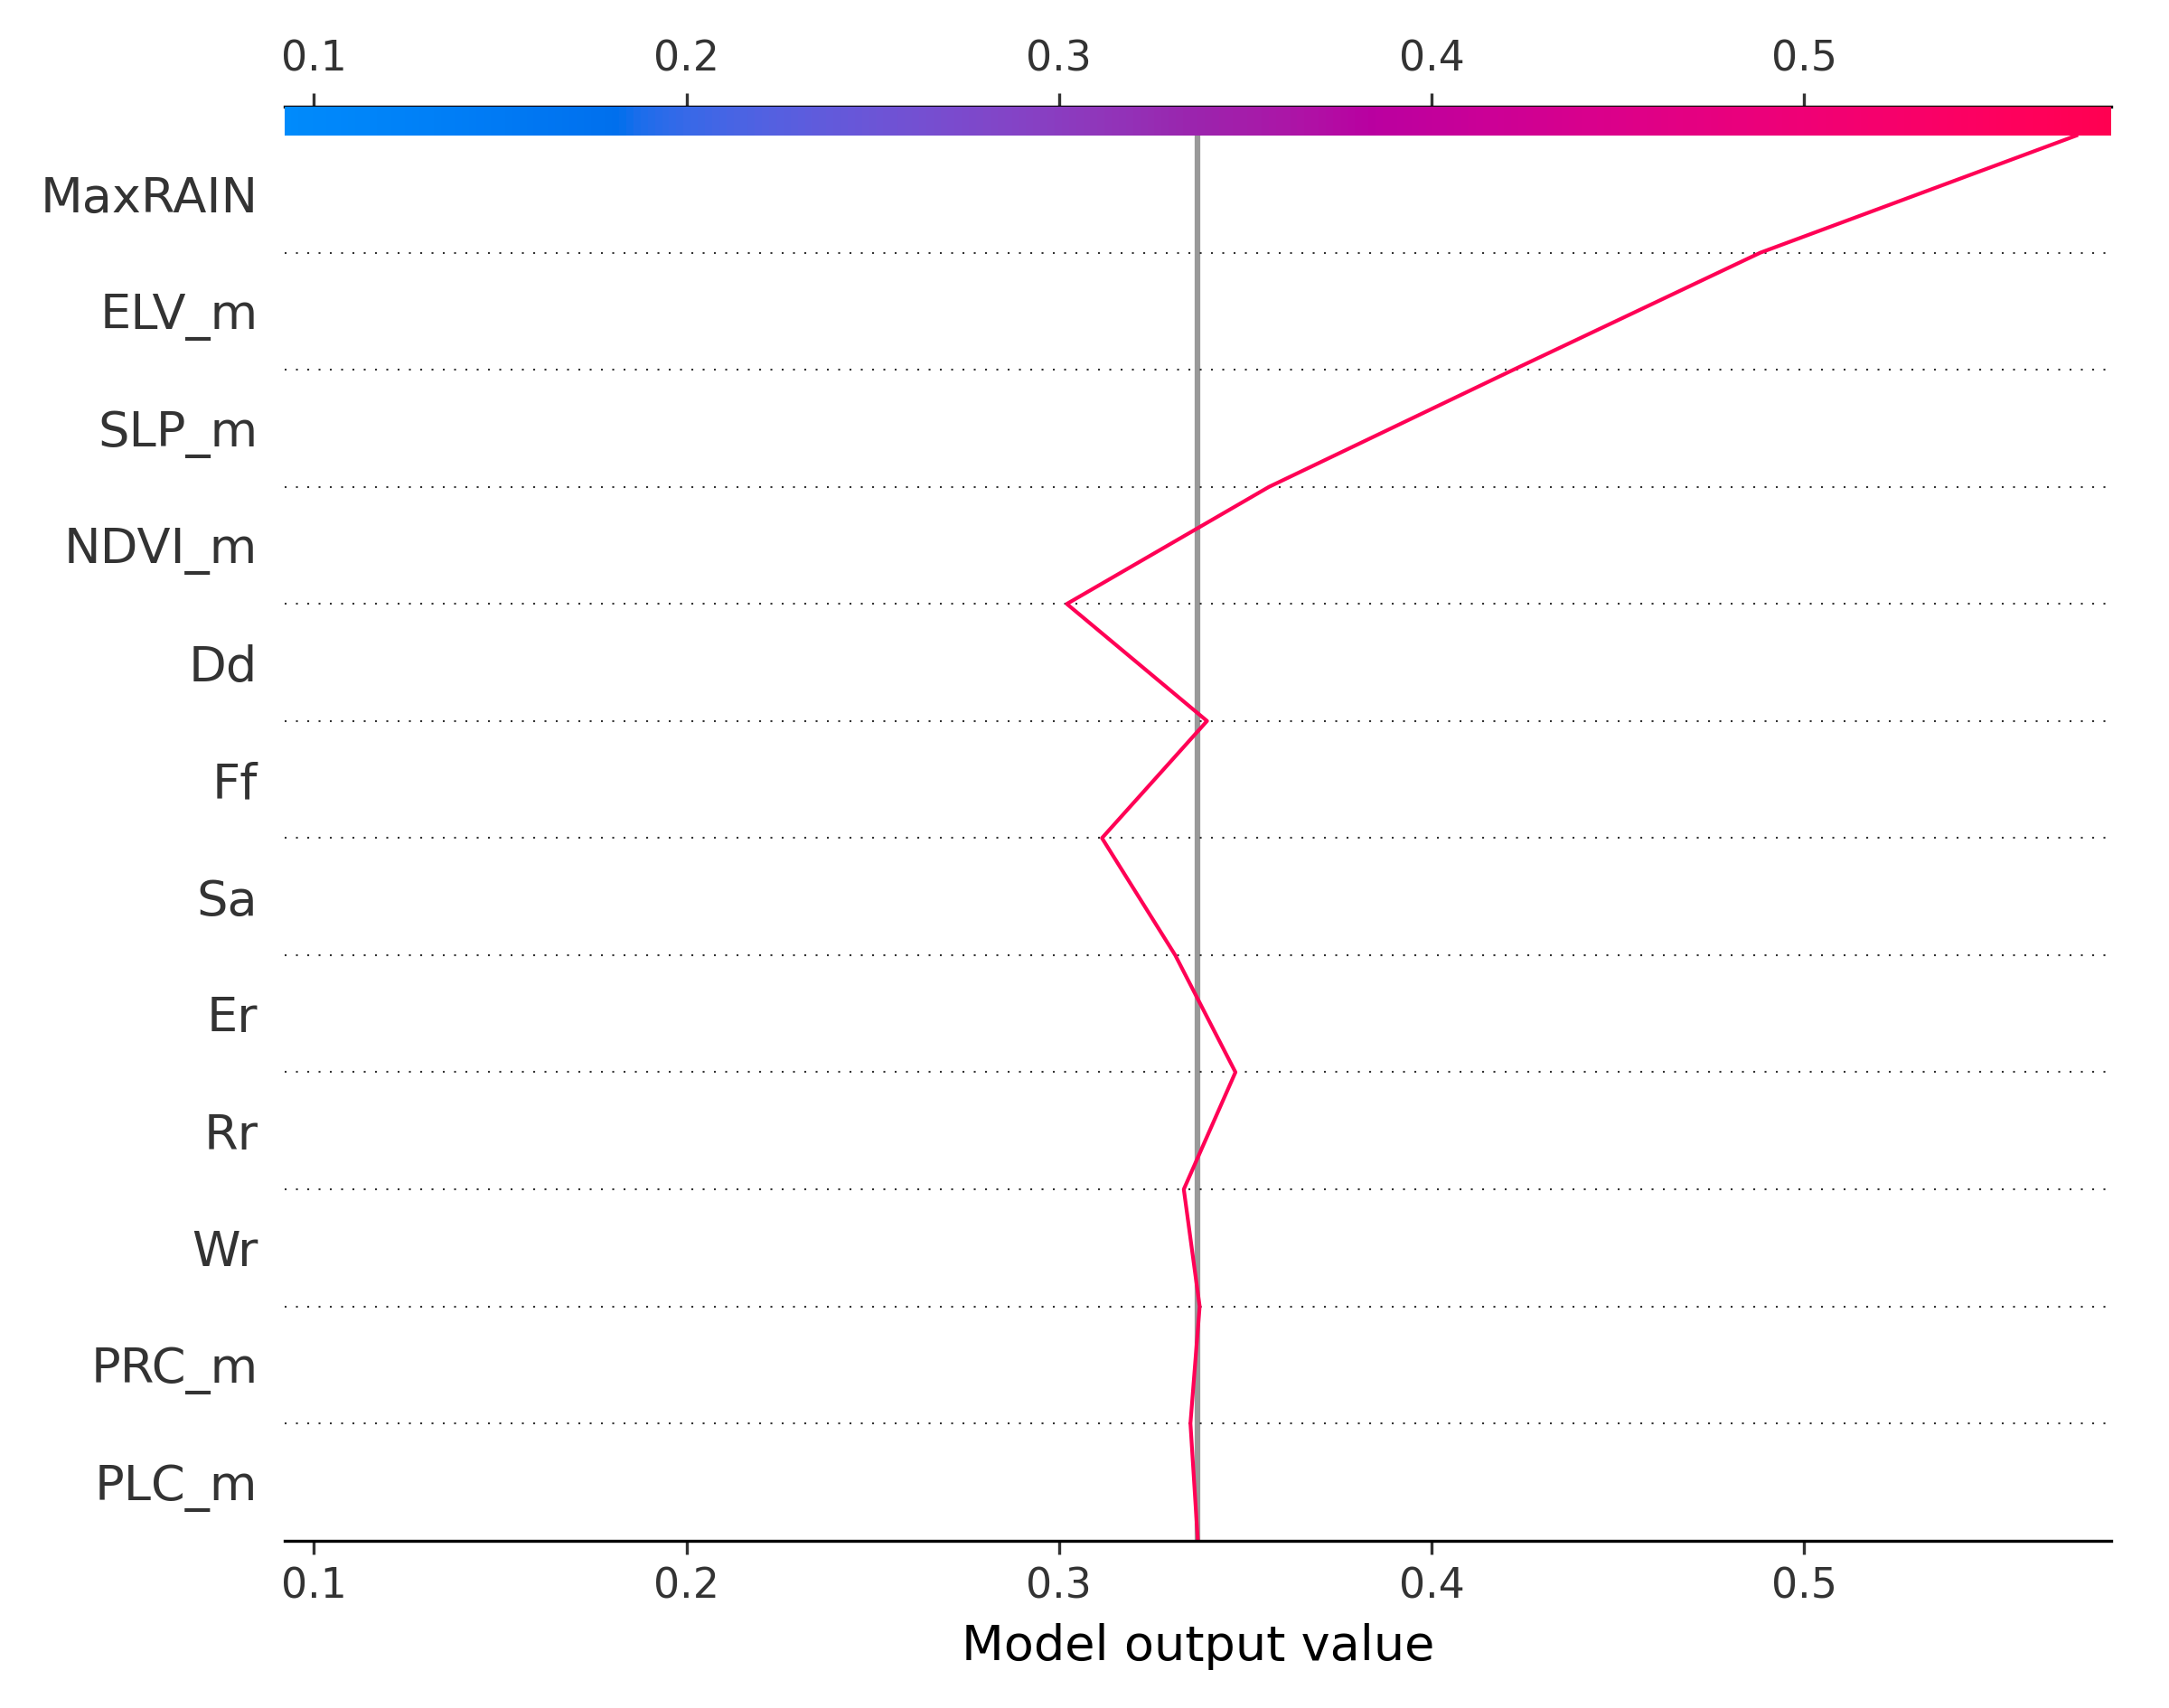 0.1 0.2 0.3 0.4 0.5
MaxRAIN
ELV_m
SLP_m
NDVI_m
Dd
Ff
Sa
Er
Rr
Wr
PRC_m
PLC_m
0.1 0.2 0.3 0.4 0.5
Model output value